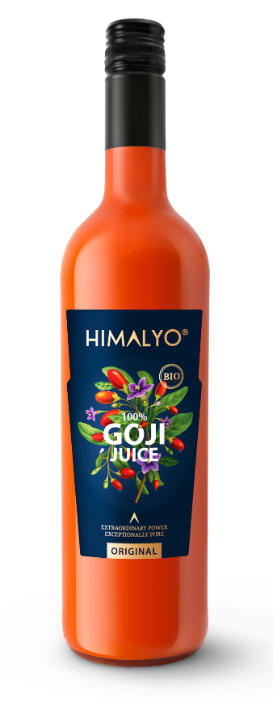 HIMALYO®
BIO
100%
GOJI
JUICE
EXTRAORDINARY POWER
EXCEPTIONALLY PURE
ORIGINAL